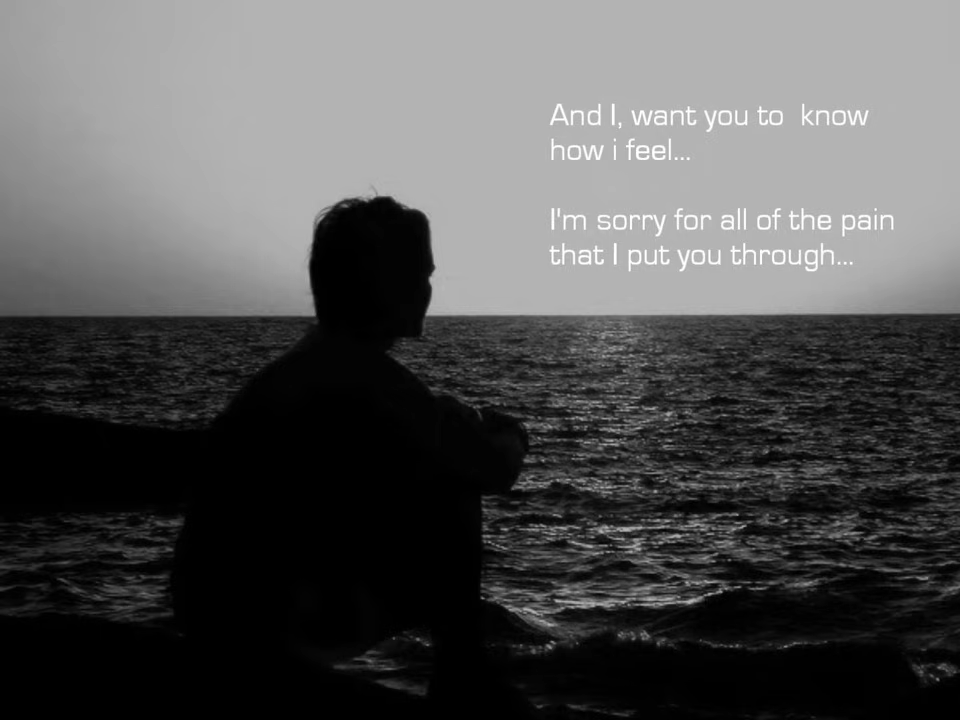 And I, want you to  know
how i feel...
I'm sorry for all of the pain
that I put you through...